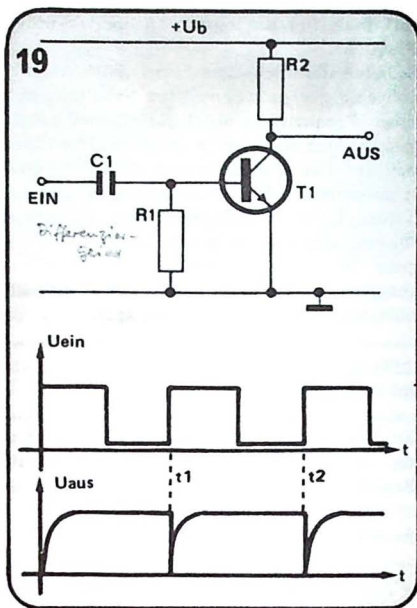 19
+Ub
R2
AUS
C1
EIN
T1
R1
Differenzier-
glied
Uein
t
t1
t2
Uaus
t